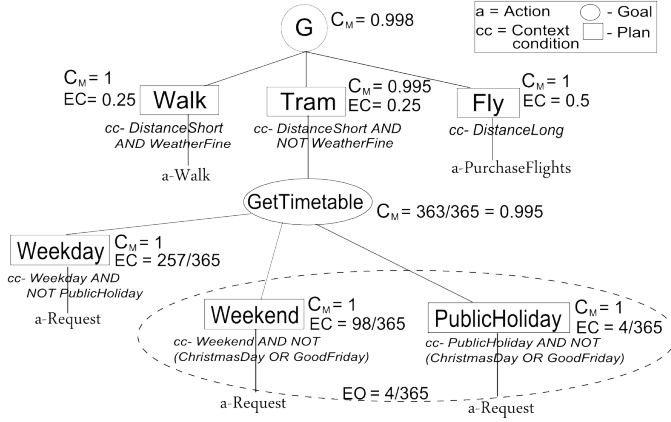 G
C_M = 0.998
a = Action
- Goal
cc = Context condition
- Plan
C_M = 1
EC= 0.25
Walk
cc- DistanceShort
AND WeatherFine
a-Walk
Tram
C_M = 0.995
EC= 0.25
cc- DistanceShort AND
NOT WeatherFine
Fly
C_M = 1
EC = 0.5
cc- DistanceLong
a-PurchaseFlights
GetTimetable
C_M = 363/365 = 0.995
Weekday
C_M = 1
EC = 257/365
cc- Weekday AND
NOT PublicHoliday
a-Request
Weekend
C_M = 1
EC = 98/365
cc- Weekend AND NOT
(ChristmasDay OR GoodFriday)
a-Request
PublicHoliday
C_M = 1
EC = 4/365
cc- PublicHoliday AND NOT
(ChristmasDay OR GoodFriday)
a-Request
EO = 4/365